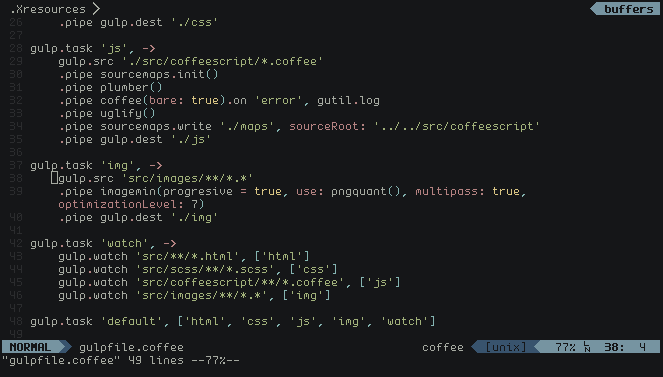 .Xresources buffers
26 .pipe gulp.dest './css'
27
28 gulp.task 'js', ->
29 gulp.src './src/coffeescript/*.coffee'
30 .pipe sourcemaps.init()
31 .pipe plumber()
32 .pipe coffee(bare: true).on 'error', gutil.log
33 .pipe uglify()
34 .pipe sourcemaps.write './maps', sourceRoot: '../../src/coffeescript'
35 .pipe gulp.dest './js'
36
37 gulp.task 'img', ->
38 gulp.src 'src/images/**/*.*'
39 .pipe imagemin(progresive = true, use: pngquant(), multipass: true,
optimizationLevel: 7)
40 .pipe gulp.dest './img'
41
42 gulp.task 'watch', ->
43 gulp.watch 'src/**/*.html', ['html']
44 gulp.watch 'src/scss/**/*.scss', ['css']
45 gulp.watch 'src/coffeescript/**/*.coffee', ['js']
46 gulp.watch 'src/images/**/*.*', ['img']
47
48 gulp.task 'default', ['html', 'css', 'js', 'img', 'watch']
49
NORMAL gulpfile.coffee coffee [unix] 77% LN 38: 4
"gulpfile.coffee" 49 lines --77%--